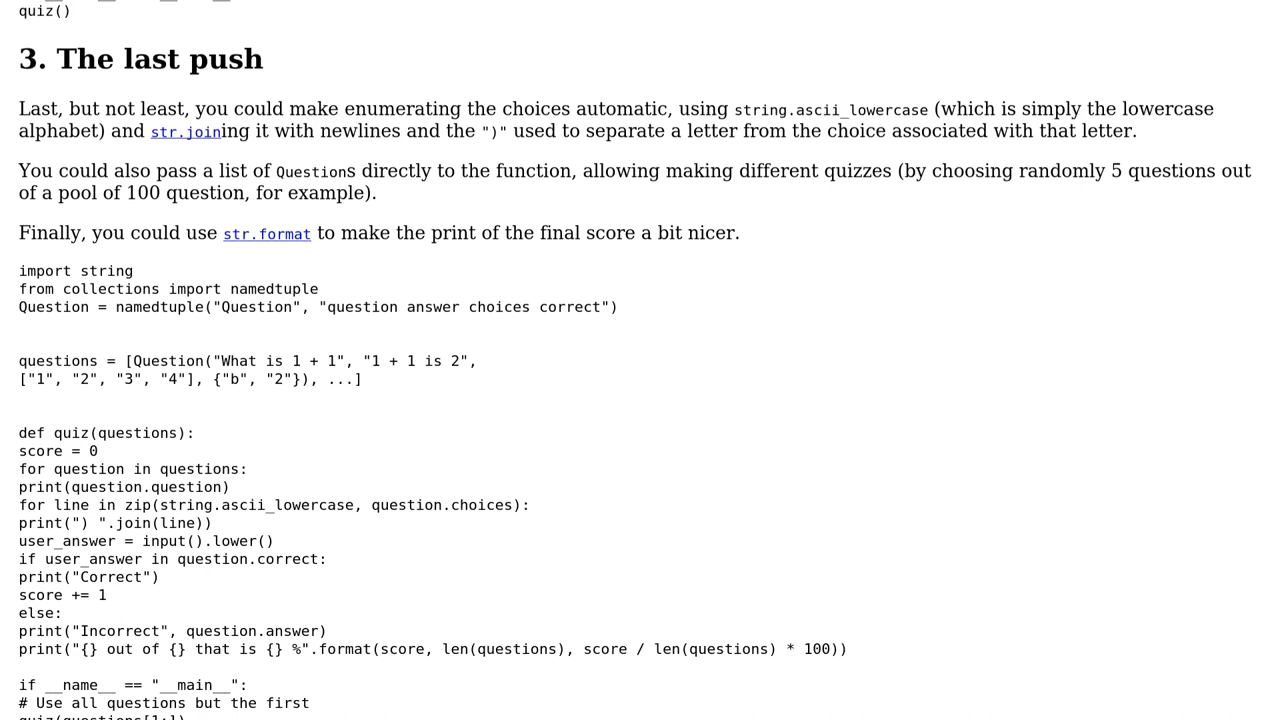 quiz()
3. The last push
Last, but not least, you could make enumerating the choices automatic, using string.ascii_lowercase (which is simply the lowercase
alphabet) and str.joining it with newlines and the ")" used to separate a letter from the choice associated with that letter.
You could also pass a list of Questions directly to the function, allowing making different quizzes (by choosing randomly 5 questions out
of a pool of 100 question, for example).
Finally, you could use str.format to make the print of the final score a bit nicer.
import string
from collections import namedtuple
Question = namedtuple("Question", "question answer choices correct")
questions = [Question("What is 1 + 1", "1 + 1 is 2",
["1", "2", "3", "4"], {"b", "2"}), ...]
def quiz(questions):
score = 0
for question in questions:
print(question.question)
for line in zip(string.ascii_lowercase, question.choices):
print(") ".join(line))
user_answer = input().lower()
if user_answer in question.correct:
print("Correct")
score += 1
else:
print("Incorrect", question.answer)
print("{} out of {} that is {} %".format(score, len(questions), score / len(questions) * 100))
if __name__ == "__main__":
# Use all questions but the first
quiz(questions[1:])